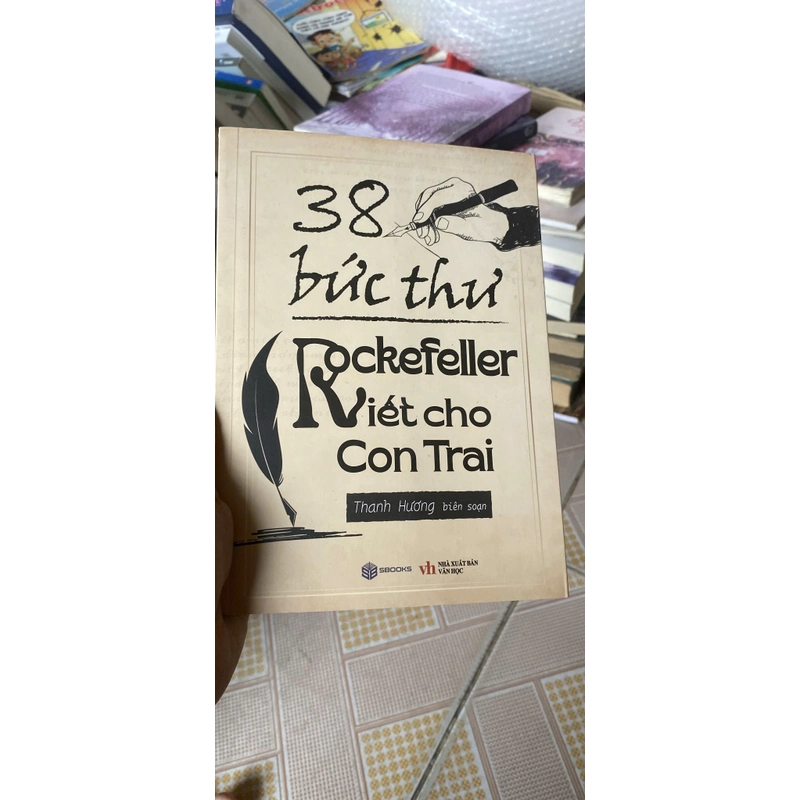 38
bức thư
Rockefeller
Viết cho
Con Trai
Thanh Hương biên soạn
SBOOKS
vh NHÀ XUẤT BẢN
VĂN HỌC